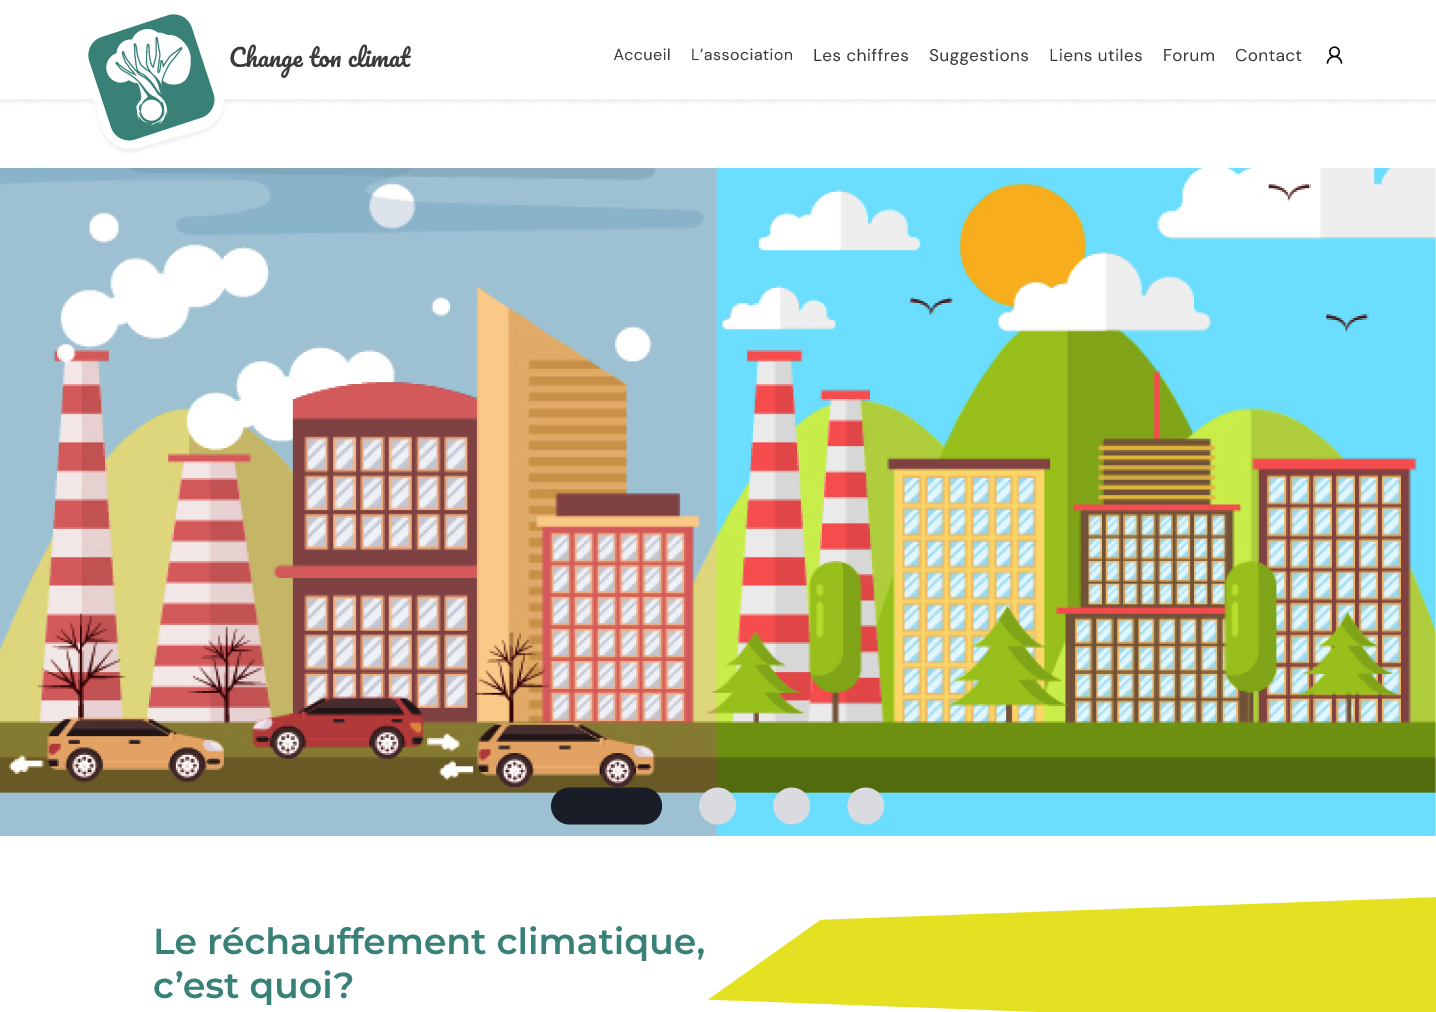 Change ton climat
Accueil L’association Les chiffres Suggestions Liens utiles Forum Contact
Le réchauffement climatique,
c’est quoi?